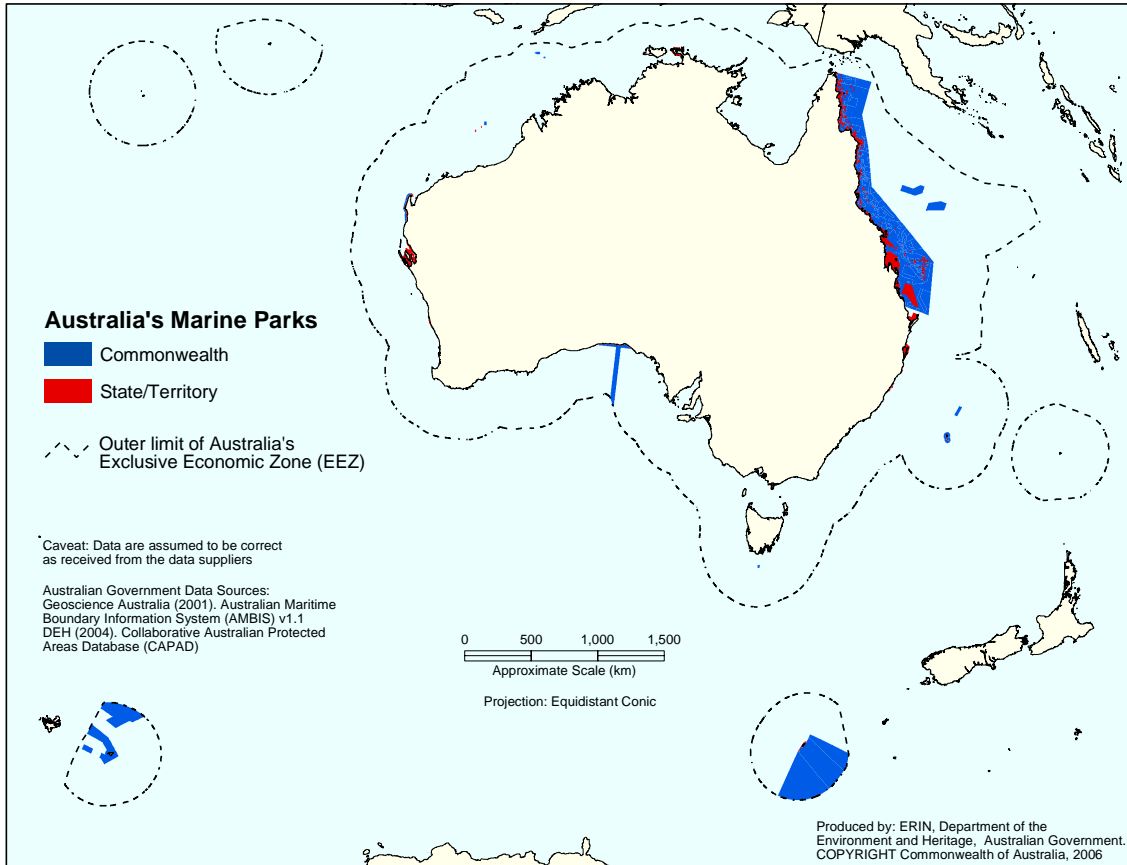 Australia's Marine Parks
Commonwealth
State/Territory
Outer limit of Australia's
Exclusive Economic Zone (EEZ)
Caveat: Data are assumed to be correct
as received from the data suppliers
Australian Government Data Sources:
Geoscience Australia (2001). Australian Maritime
Boundary Information System (AMBIS) v1.1
DEH (2004). Collaborative Australian Protected
Areas Database (CAPAD)
0 500 1,000 1,500
Approximate Scale (km)
Projection: Equidistant Conic
Produced by: ERIN, Department of the
Environment and Heritage, Australian Government.
COPYRIGHT Commonwealth of Australia, 2006